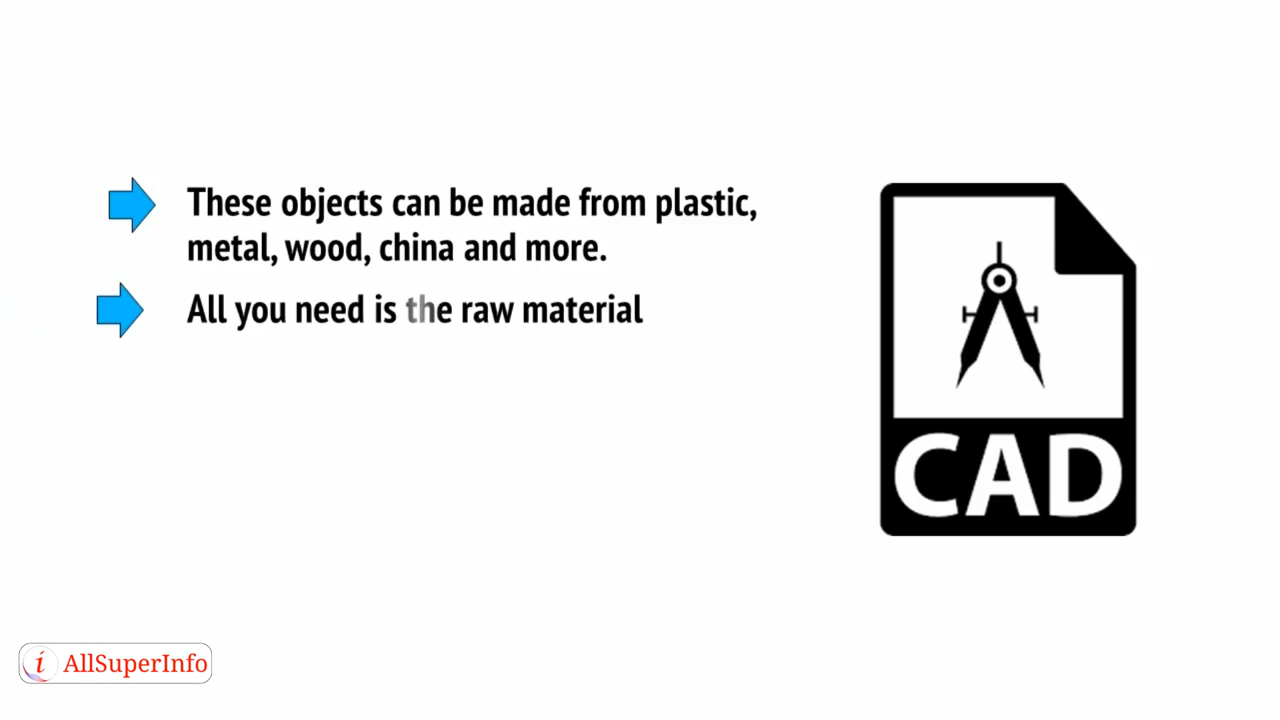 These objects can be made from plastic,
metal, wood, china and more.
All you need is the raw material
CAD
i AllSuperInfo